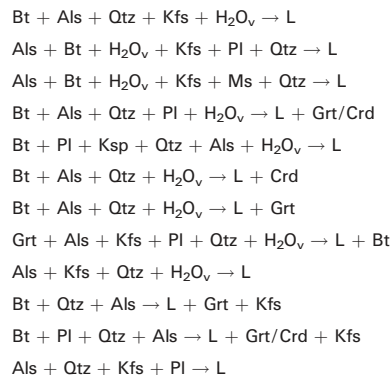 Bt + Als + Qtz + Kfs + H₂Oᵥ → L
Als + Bt + H₂Oᵥ + Kfs + Pl + Qtz → L
Als + Bt + H₂Oᵥ + Kfs + Ms + Qtz → L
Bt + Als + Qtz + Pl + H₂Oᵥ → L + Grt/Crd
Bt + Pl + Ksp + Qtz + Als + H₂Oᵥ → L
Bt + Als + Qtz + H₂Oᵥ → L + Crd
Bt + Als + Qtz + H₂Oᵥ → L + Grt
Grt + Als + Kfs + Pl + Qtz + H₂Oᵥ → L + Bt
Als + Kfs + Qtz + H₂Oᵥ → L
Bt + Qtz + Als → L + Grt + Kfs
Bt + Pl + Qtz + Als → L + Grt/Crd + Kfs
Als + Qtz + Kfs + Pl → L